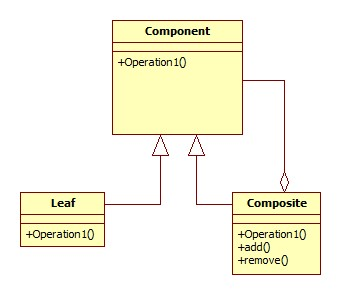 Component
+Operation1()
Leaf
+Operation1()
Composite
+Operation1()
+add()
+remove()